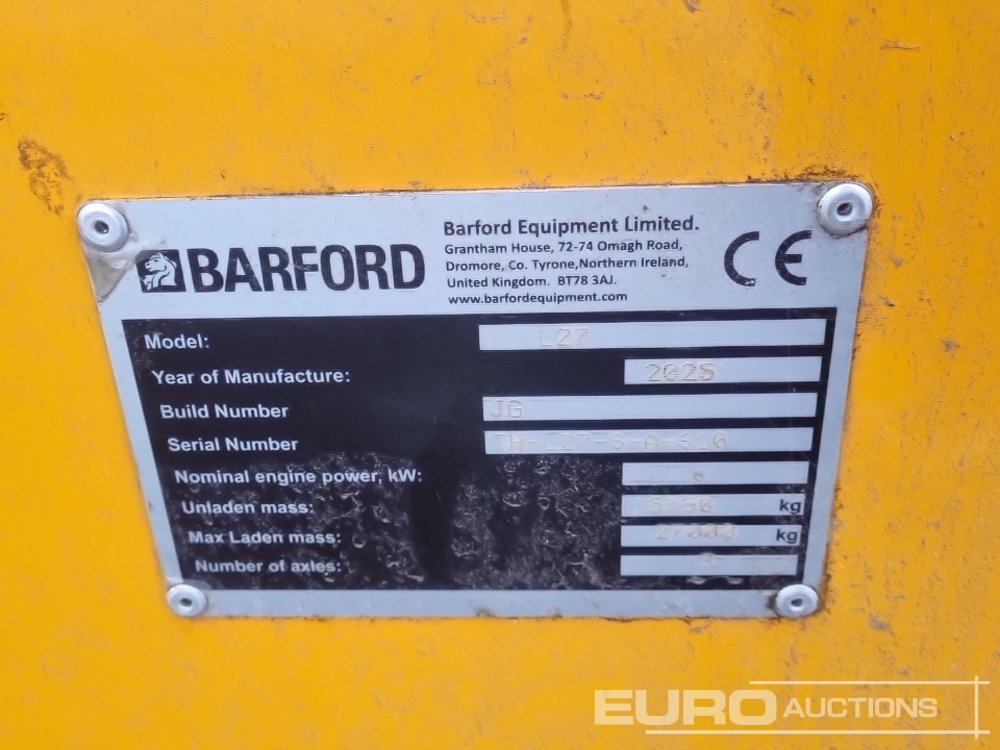 BARFORD
Barford Equipment Limited.
Grantham House, 72-74 Omagh Road,
Dromore, Co. Tyrone,Northern Ireland,
United Kingdom. BT78 3AJ.
www.barfordequipment.com
CE
Model: L27
Year of Manufacture:
Build Number JG
Serial Number
Nominal engine power, kW:
Unladen mass: kg
Max Laden mass: kg
Number of axles:
EURO AUCTIONS